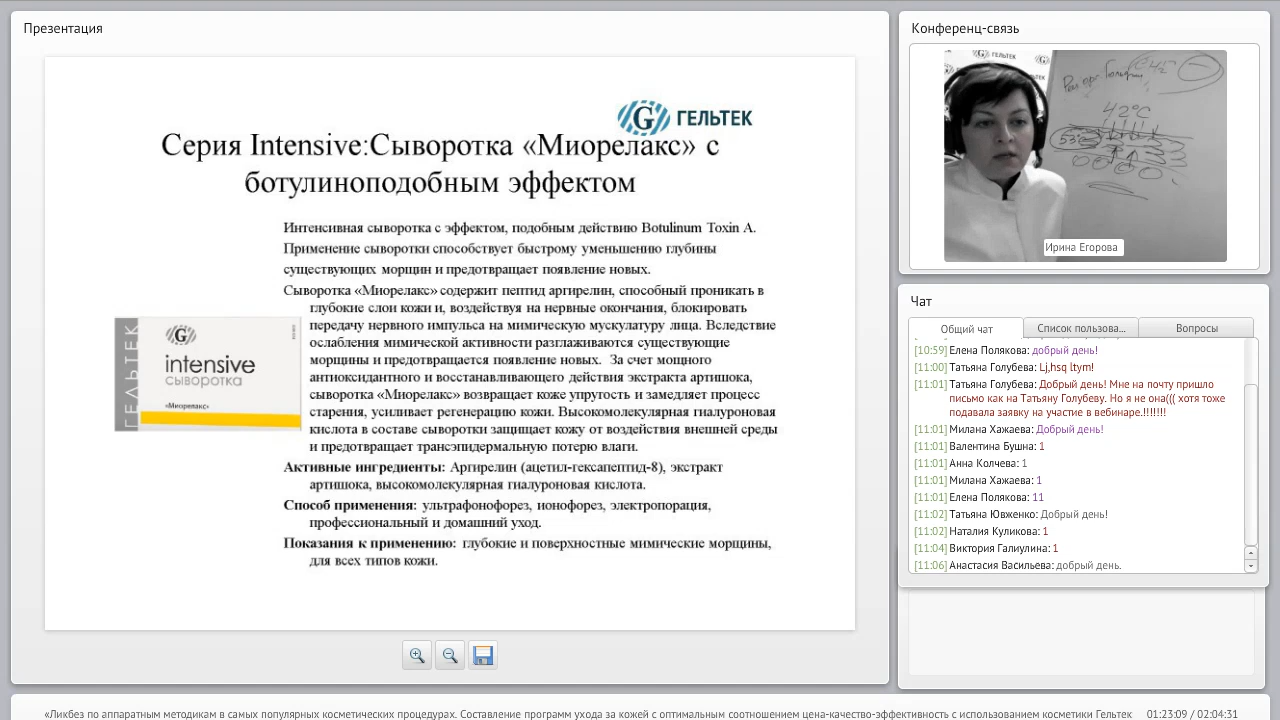 Презентация
ГЕЛЬТЕК
Серия Intensive:Сыворотка «Миорелакс» с
ботулиноподобным эффектом
Интенсивная сыворотка с эффектом, подобным действию Botulinum Toxin A.
Применение сыворотки способствует быстрому уменьшению глубины
существующих морщин и предотвращает появление новых.
Сыворотка «Миорелакс» содержит пептид аргирелин, способный проникать в
глубокие слои кожи и, воздействуя на нервные окончания, блокировать
передачу нервного импульса на мимическую мускулатуру лица. Вследствие
ослабления мимической активности разглаживаются существующие
морщины и предотвращается появление новых. За счет мощного
антиоксидантного и восстанавливающего действия экстракта артишока,
сыворотка «Миорелакс» возвращает коже упругость и замедляет процесс
старения, усиливает регенерацию кожи. Высокомолекулярная гиалуроновая
кислота в составе сыворотки защищает кожу от воздействия внешней среды
и предотвращает трансэпидермальную потерю влаги.
Активные ингредиенты: Аргирелин (ацетил-гексапептид-8), экстракт
артишока, высокомолекулярная гиалуроновая кислота.
Способ применения: ультрафонофорез, ионофорез, электропорация,
профессиональный и домашний уход.
Показания к применению: глубокие и поверхностные мимические морщины,
для всех типов кожи.
ГЕЛЬТЕК
G
intensive
сыворотка
«Миорелакс»
Конференц-связь
ГЕЛЬТЕК
42°C
53°C
Ирина Егорова
Чат
Общий чат
Список пользова...
Вопросы
[10:59] Елена Полякова: добрый день!
[11:00] Татьяна Голубева: Lj,hsq ltym!
[11:01] Татьяна Голубева: Добрый день! Мне на почту пришло
письмо как на Татьяну Голубеву. Но я не она((( хотя тоже
подавала заявку на участие в вебинаре.!!!!!!!
[11:01] Милана Хажаева: Добрый день!
[11:01] Валентина Бушна: 1
[11:01] Анна Колчева: 1
[11:01] Милана Хажаева: 1
[11:01] Елена Полякова: 11
[11:02] Татьяна Ювженко: Добрый день!
[11:02] Наталия Куликова: 1
[11:04] Виктория Галиулина: 1
[11:06] Анастасия Васильева: добрый день.
«Ликбез по аппаратным методикам в самых популярных косметических процедурах. Составление программ ухода за кожей с оптимальным соотношением цена-качество-эффективность с использованием косметики Гельтек 01:23:09 / 02:04:31